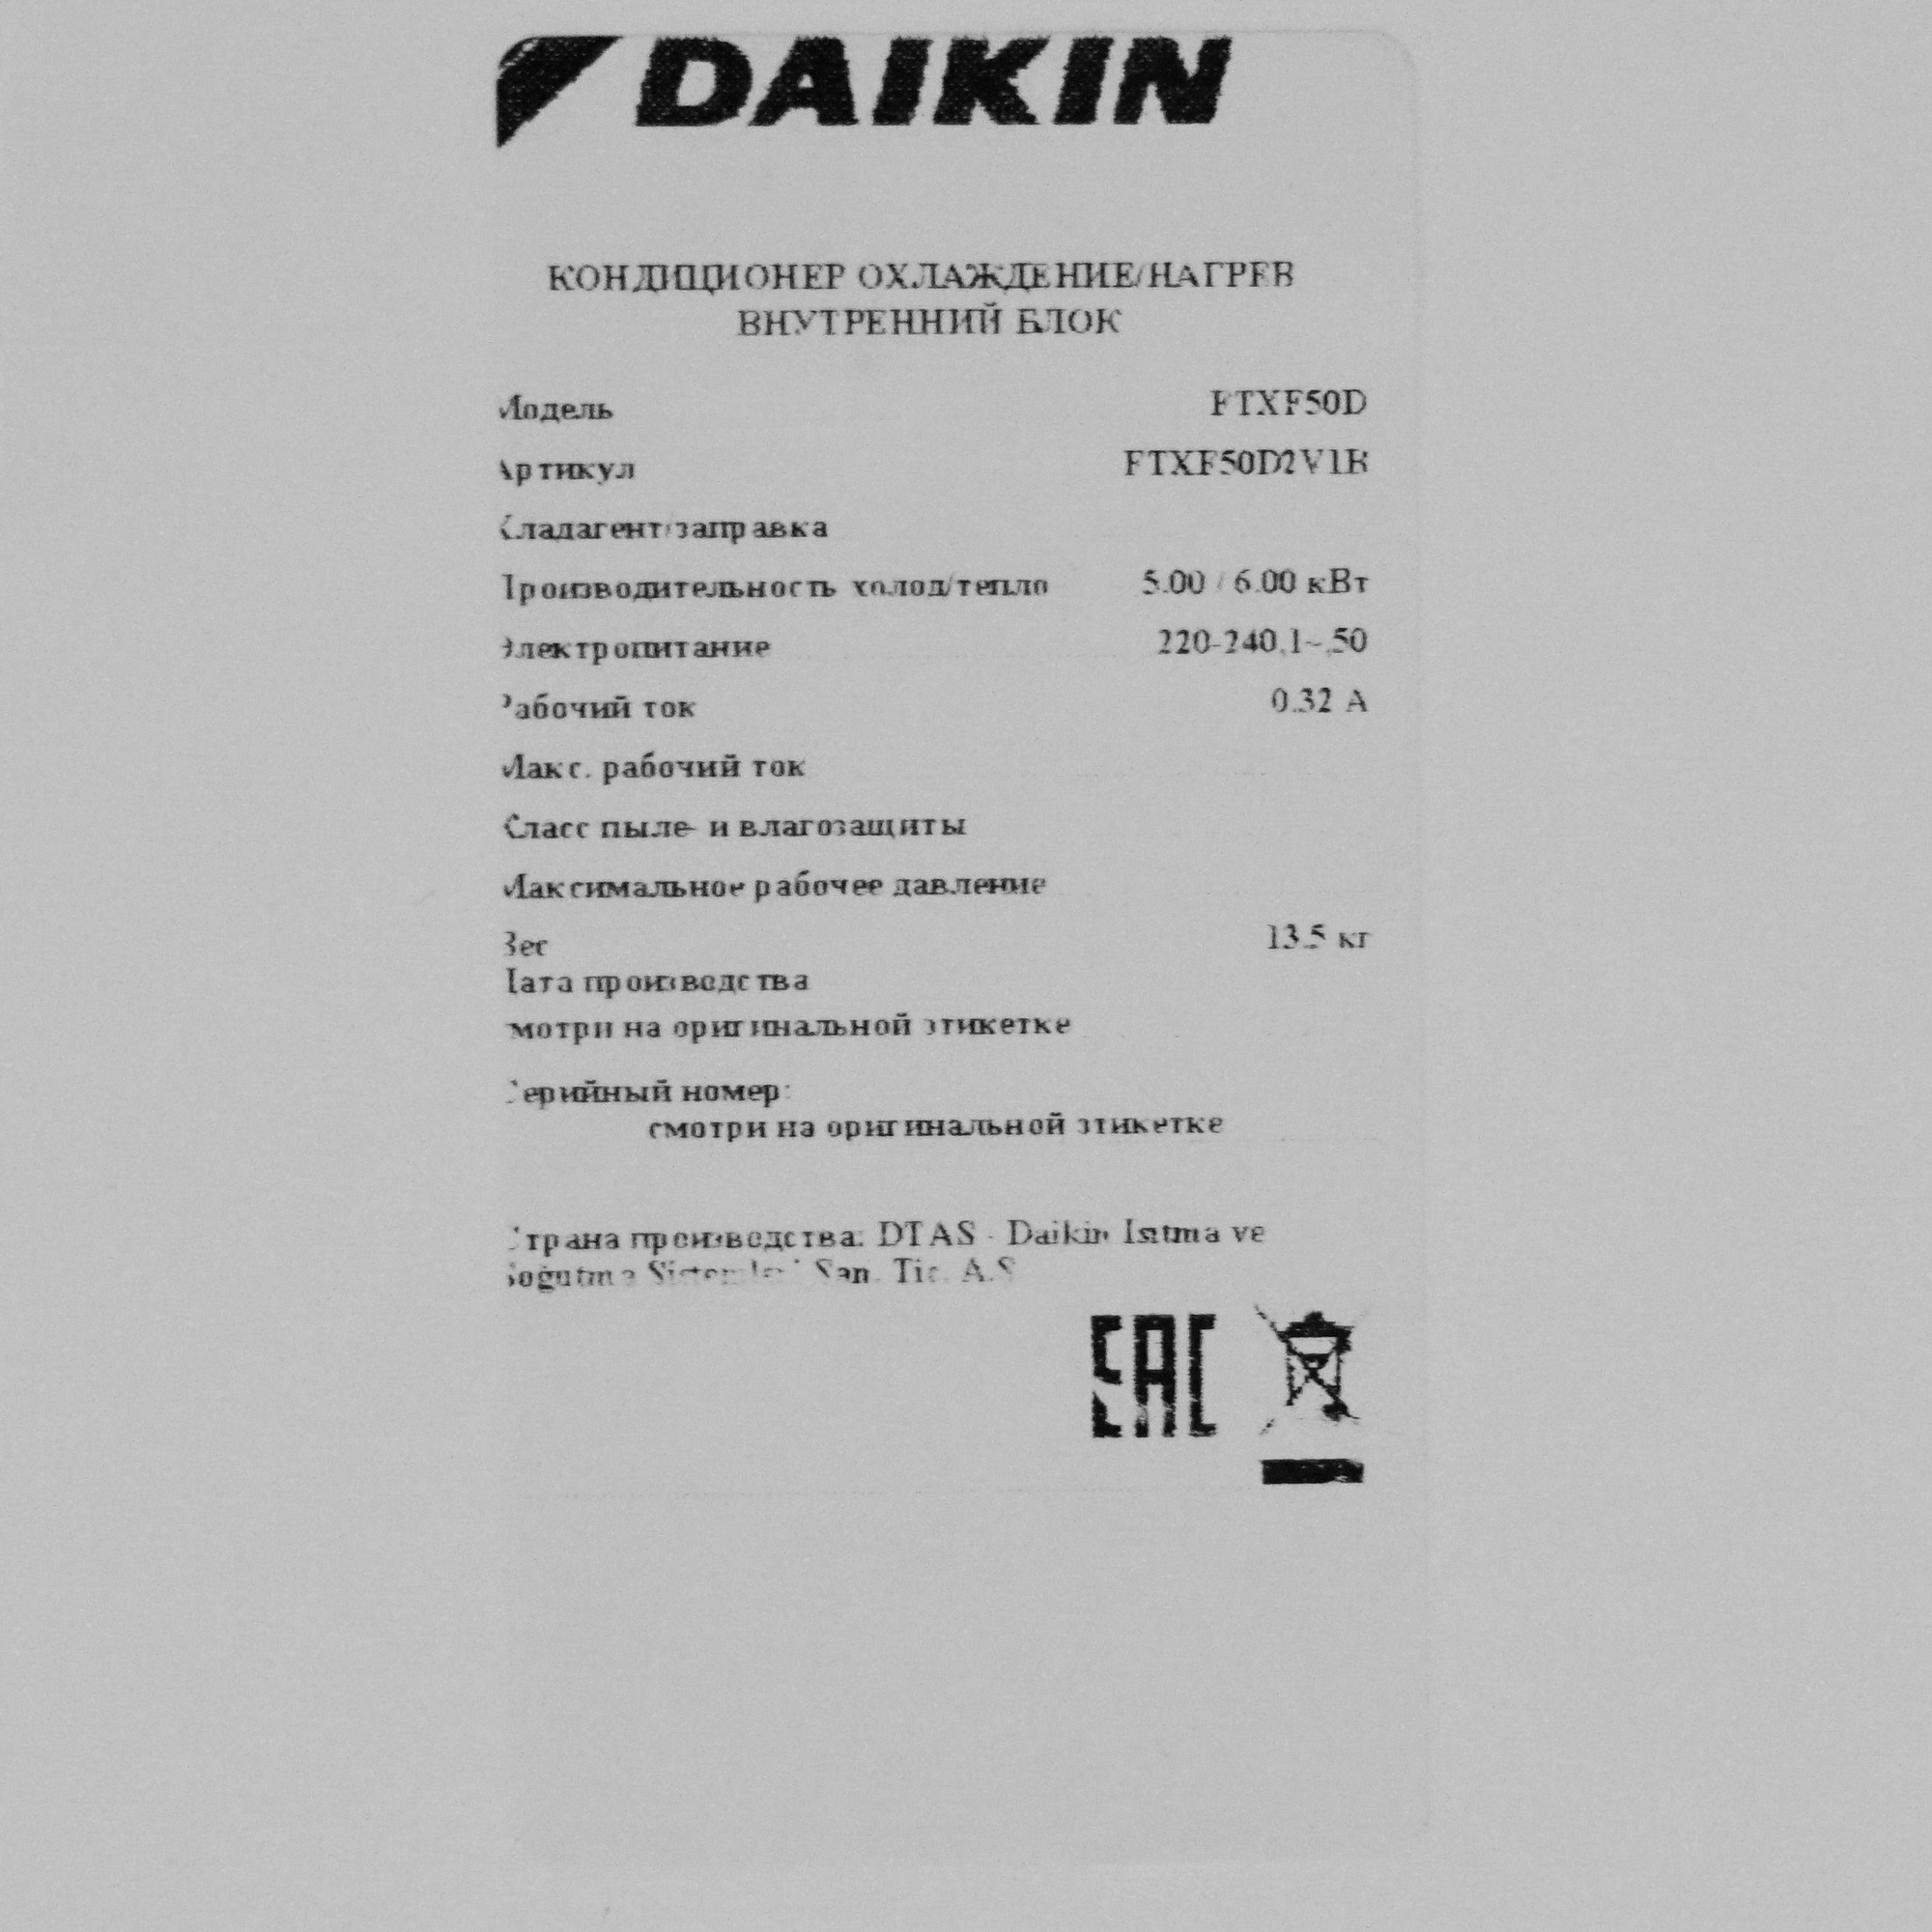 DAIKIN
КОНДИЦИОНЕР ОХЛАЖДЕНИЕ/НАГРЕВ
ВНУТРЕННИЙ БЛОК
Модель FTXF50D
Артикул FTXF50D2V1B
Хладагент/заправка
Производительность холод/тепло 5.00 / 6.00 кВт
Электропитание 220-240,1~,50
Рабочий ток 0.32 А
Макс. рабочий ток
Класс пыле- и влагозащиты
Максимальное рабочее давление
Вес 13.5 кг
Дата производства
смотри на оригинальной этикетке
Серийный номер:
смотри на оригинальной этикетке
Страна производства: DTAS - Daikin Isıtma ve
Soğutma Sistemleri San. Tic. A.S
EAC